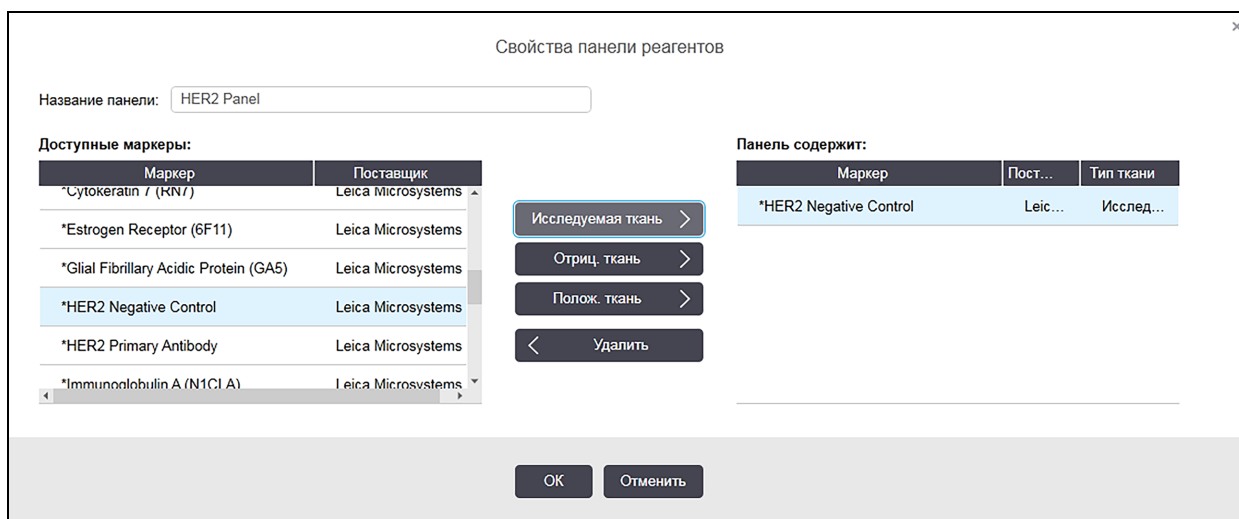 ×
Свойства панели реагентов
Название панели: HER2 Panel
Доступные маркеры:
Маркер Поставщик
*Cytokeratin 7 (RN7) Leica Microsystems
*Estrogen Receptor (6F11) Leica Microsystems
*Glial Fibrillary Acidic Protein (GA5) Leica Microsystems
*HER2 Negative Control Leica Microsystems
*HER2 Primary Antibody Leica Microsystems
*Immunoglobulin A (N1CLA) Leica Microsystems
Исследуемая ткань
Отриц. ткань
Полож. ткань
Удалить
Панель содержит:
Маркер Пост... Тип ткани
*HER2 Negative Control Leic... Исслед...
OK Отменить